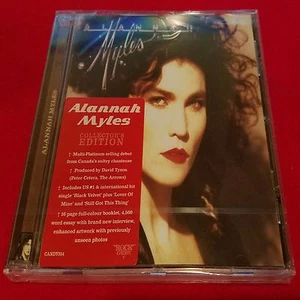 ALANNAH
Myles
ALANNAH MYLES
Alannah
Myles
COLLECTOR'S
EDITION
↑ Multi-Platinum selling debut
from Canada's sultry chanteuse
↑ Produced by David Tyson
(Peter Cetera, The Arrows)
↑ Includes US #1 & international hit
single 'Black Velvet' plus 'Lover Of
Mine' and 'Still Got This Thing'
↑ 16 page full-colour booklet, 4,500
word essay with brand new interview,
enhanced artwork with previously
unseen photos
ROCK
CANDY